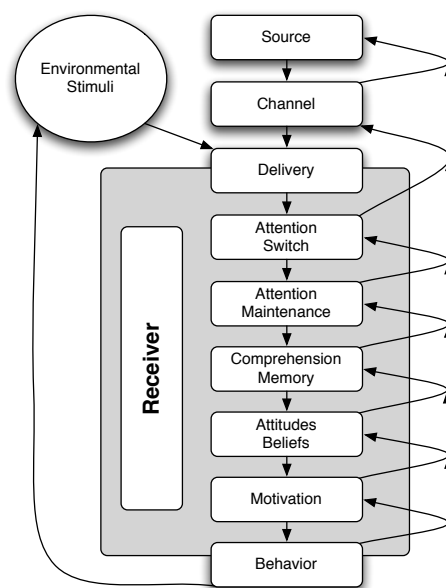 Source
Environmental
Stimuli
Channel
Delivery
Attention
Switch
Receiver
Attention
Maintenance
Comprehension
Memory
Attitudes
Beliefs
Motivation
Behavior